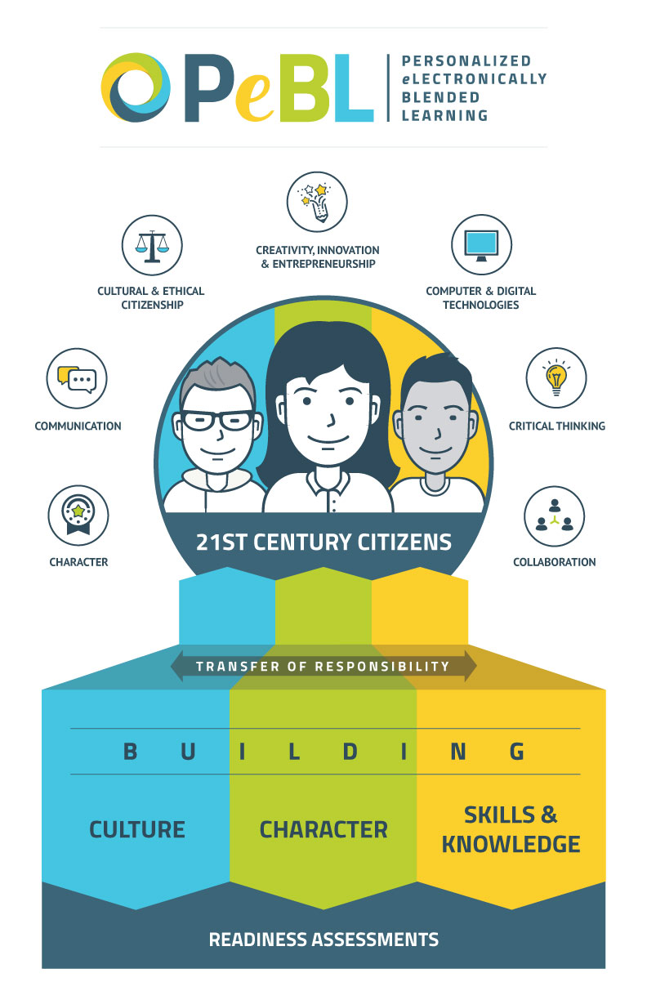 PeBL
PERSONALIZED
eLECTRONICALLY
BLENDED
LEARNING
CREATIVITY, INNOVATION
& ENTREPRENEURSHIP
CULTURAL & ETHICAL
CITIZENSHIP
COMPUTER & DIGITAL
TECHNOLOGIES
COMMUNICATION
CRITICAL THINKING
CHARACTER
COLLABORATION
21ST CENTURY CITIZENS
TRANSFER OF RESPONSIBILITY
BUILDING
CULTURE
CHARACTER
SKILLS &
KNOWLEDGE
READINESS ASSESSMENTS